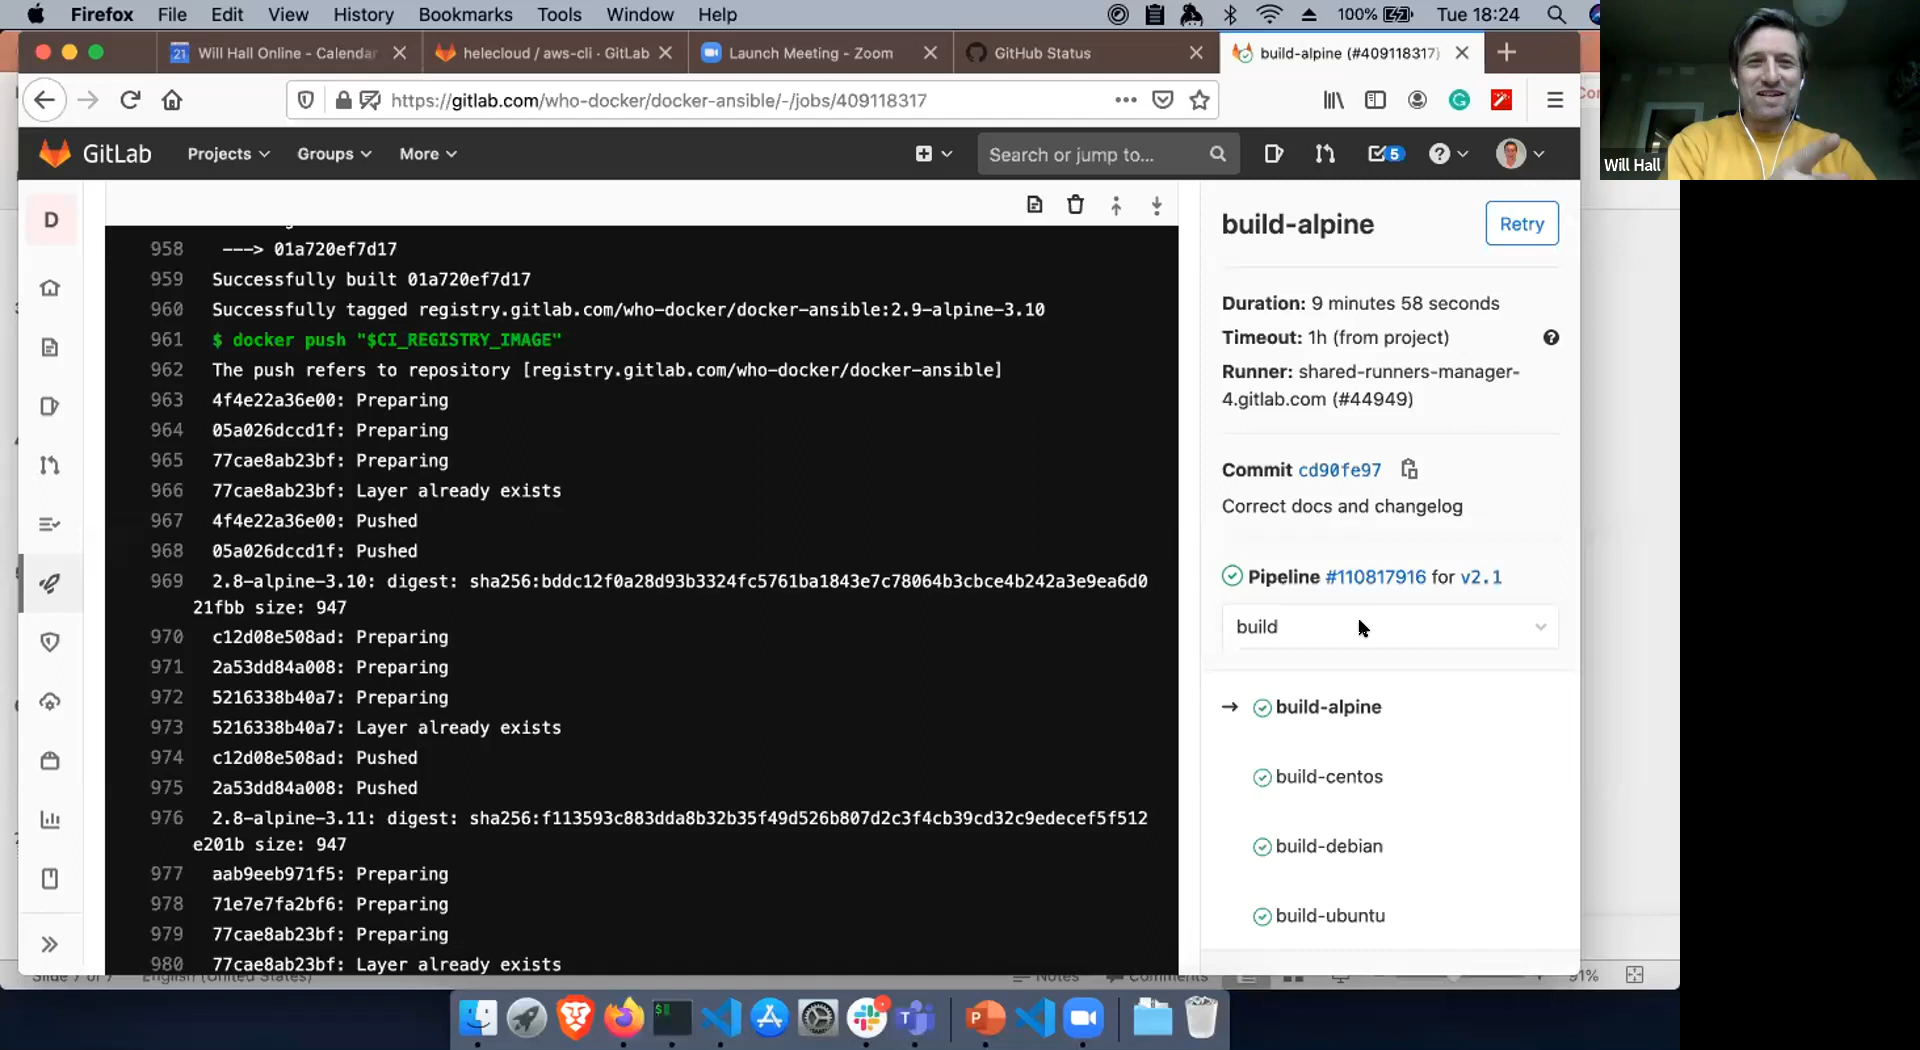 Firefox File Edit View History Bookmarks Tools Window Help 100% Tue 18:24
Will Hall Online - Calendar
helecloud / aws-cli · GitLab
Launch Meeting - Zoom
GitHub Status
build-alpine (#409118317)
https://gitlab.com/who-docker/docker-ansible/-/jobs/409118317
Will Hall
GitLab Projects Groups More Search or jump to... 5
D
958 ---> 01a720ef7d17
959 Successfully built 01a720ef7d17
960 Successfully tagged registry.gitlab.com/who-docker/docker-ansible:2.9-alpine-3.10
961 $ docker push "$CI_REGISTRY_IMAGE"
962 The push refers to repository [registry.gitlab.com/who-docker/docker-ansible]
963 4f4e22a36e00: Preparing
964 05a026dccd1f: Preparing
965 77cae8ab23bf: Preparing
966 77cae8ab23bf: Layer already exists
967 4f4e22a36e00: Pushed
968 05a026dccd1f: Pushed
969 2.8-alpine-3.10: digest: sha256:bddc12f0a28d93b3324fc5761ba1843e7c78064b3cbce4b242a3e9ea6d0
21fbb size: 947
970 c12d08e508ad: Preparing
971 2a53dd84a008: Preparing
972 5216338b40a7: Preparing
973 5216338b40a7: Layer already exists
974 c12d08e508ad: Pushed
975 2a53dd84a008: Pushed
976 2.8-alpine-3.11: digest: sha256:f113593c883dda8b32b35f49d526b807d2c3f4cb39cd32c9edecef5f512
e201b size: 947
977 aab9eeb971f5: Preparing
978 71e7e7fa2bf6: Preparing
979 77cae8ab23bf: Preparing
980 77cae8ab23bf: Layer already exists
build-alpine
Retry
Duration: 9 minutes 58 seconds
Timeout: 1h (from project)
Runner: shared-runners-manager-
4.gitlab.com (#44949)
Commit cd90fe97
Correct docs and changelog
Pipeline #110817916 for v2.1
build
build-alpine
build-centos
build-debian
build-ubuntu
Slide 7 of 7 English (United States) Notes Comments 91%